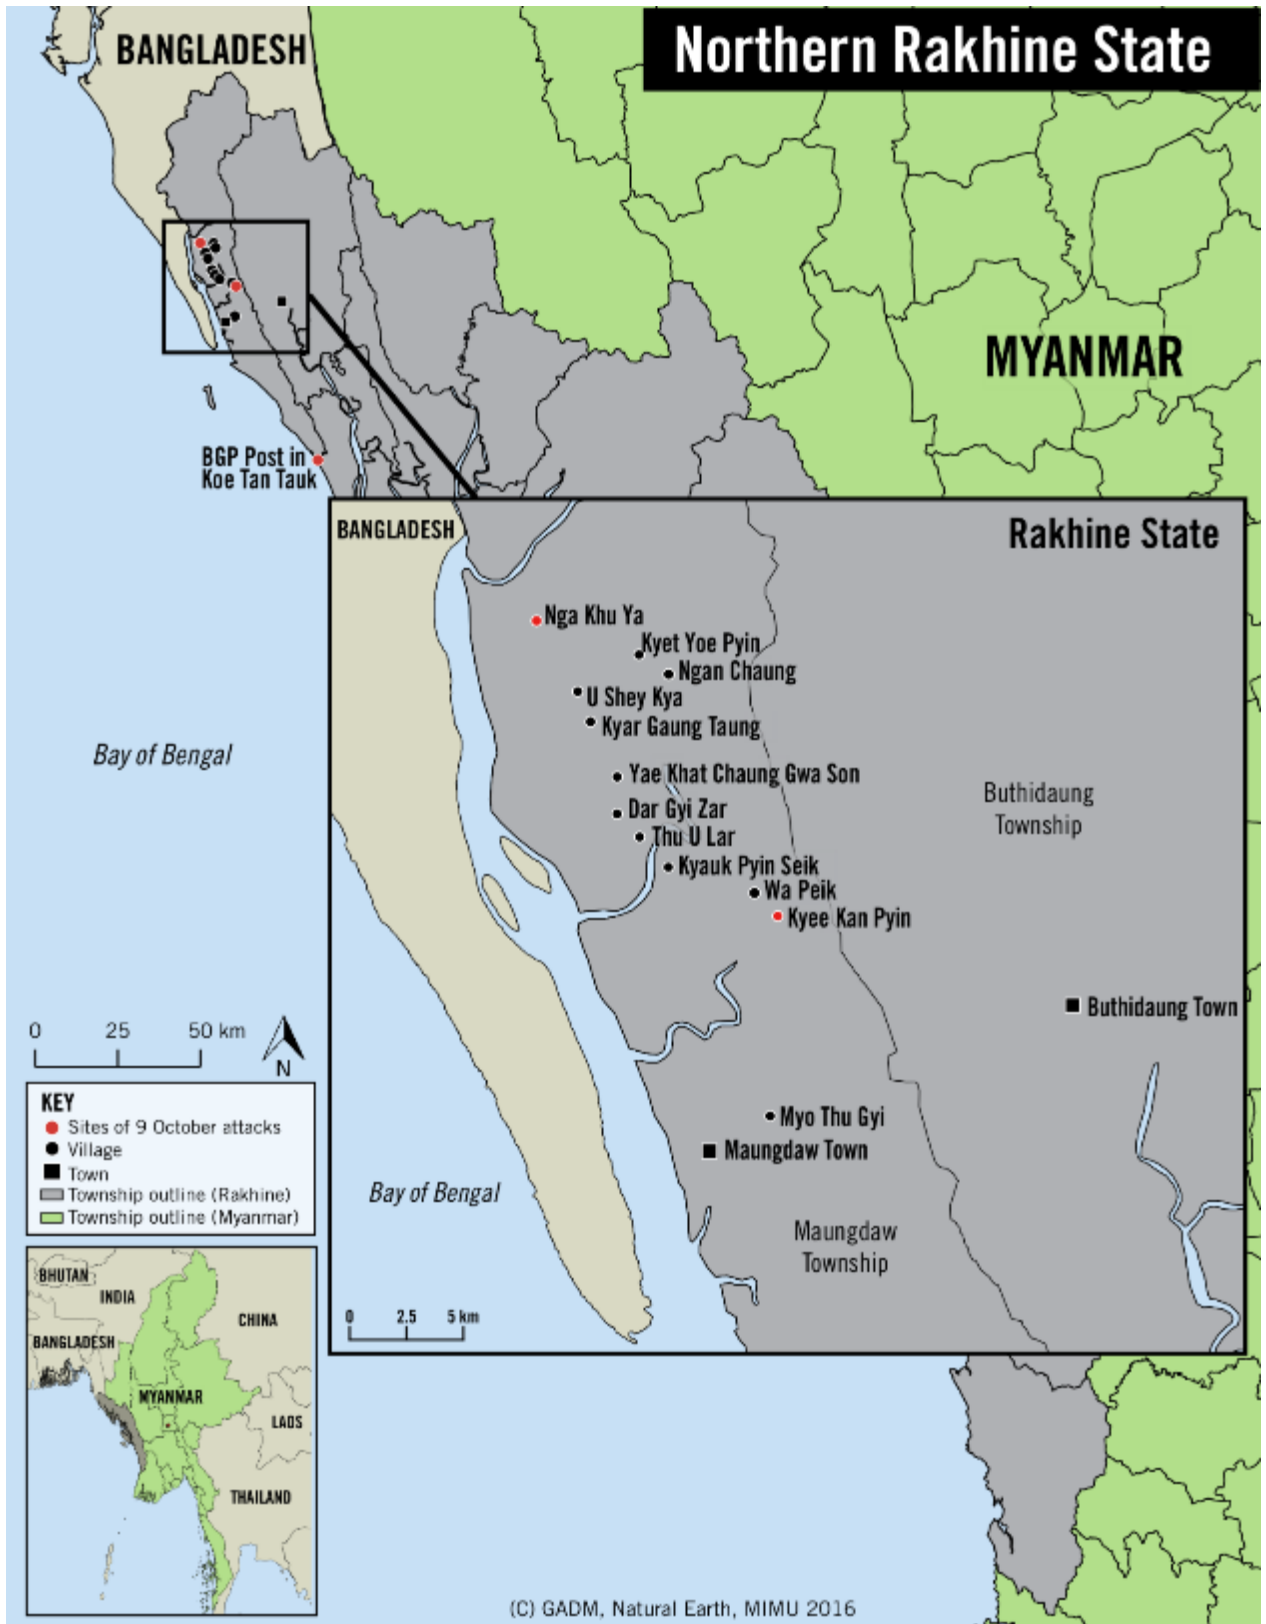 Northern Rakhine State
BANGLADESH
MYANMAR
BGP Post in
Koe Tan Tauk
BANGLADESH
Rakhine State
Nga Khu Ya
Kyet Yoe Pyin
Ngan Chaung
U Shey Kya
Kyar Gaung Taung
Bay of Bengal
Yae Khat Chaung Gwa Son
Buthidaung
Township
Dar Gyi Zar
Thu U Lar
Kyauk Pyin Seik
Wa Peik
Kyee Kan Pyin
Buthidaung Town
0 25 50 km
N
Myo Thu Gyi
Maungdaw Town
Bay of Bengal
Maungdaw
Township
0 2.5 5 km
KEY
Sites of 9 October attacks
Village
Town
Township outline (Rakhine)
Township outline (Myanmar)
BHUTAN
INDIA
CHINA
BANGLADESH
MYANMAR
LAOS
THAILAND
(C) GADM, Natural Earth, MIMU 2016